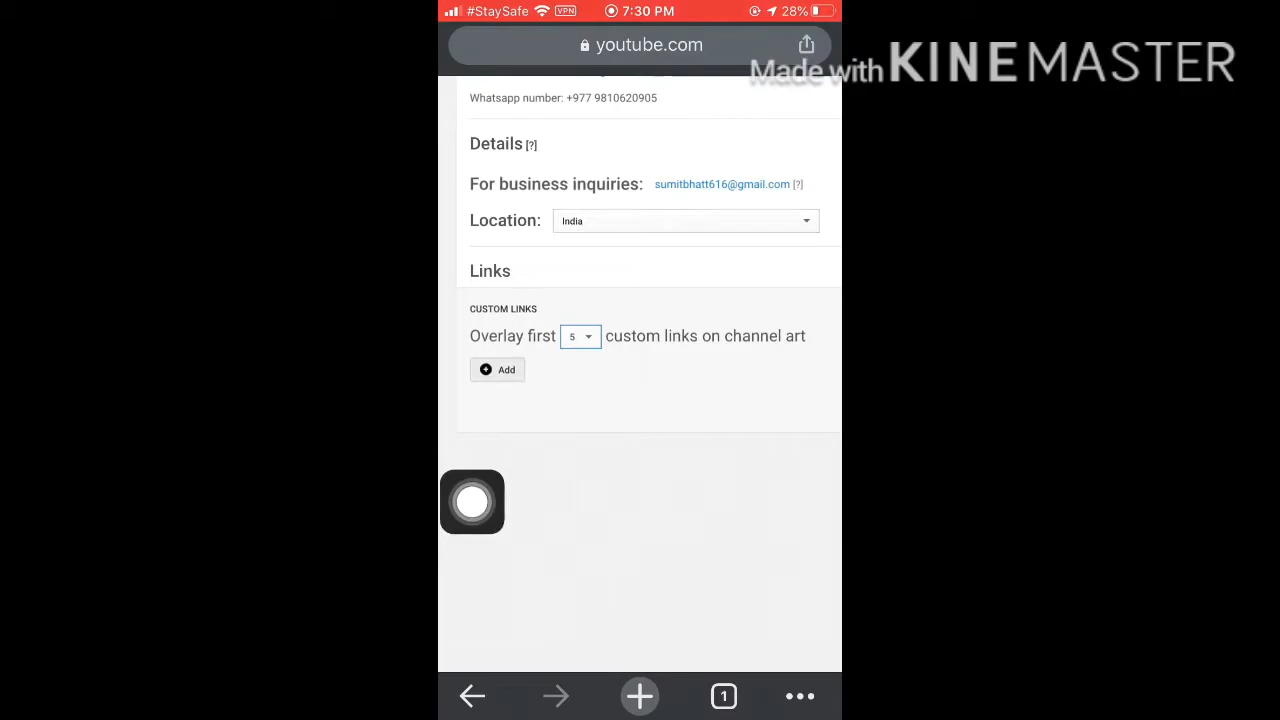 #StaySafe VPN 7:30 PM 28%
youtube.com
Made with KINEMASTER
Whatsapp number: +977 9810620905
Details [?]
For business inquiries: sumitbhatt616@gmail.com [?]
Location: India
Links
CUSTOM LINKS
Overlay first 5 custom links on channel art
Add
1